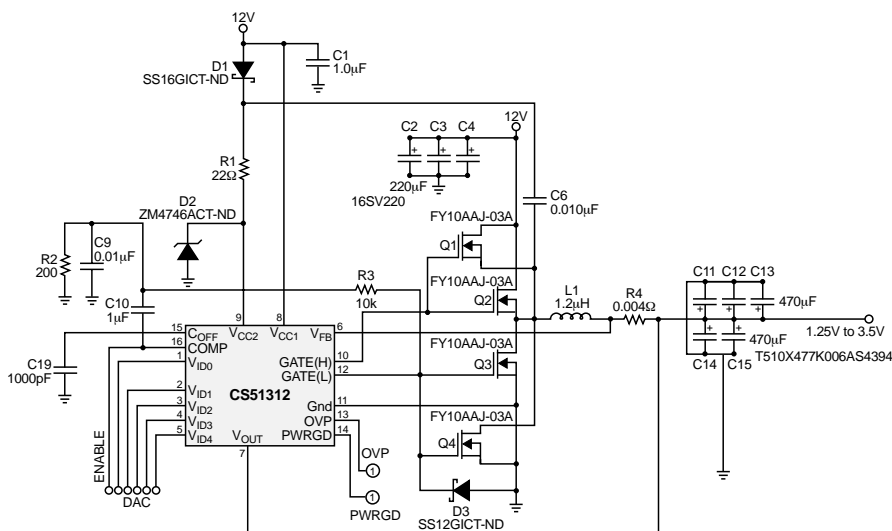 12V
D1
SS16GICT-ND
C1
1.0μF
12V
C2 C3 C4
R1
22Ω
C6
0.010μF
220μF
16SV220
D2
ZM4746ACT-ND
FY10AAJ-03A
Q1
C9
0.01μF
R2
200
R3
10k
FY10AAJ-03A
Q2
L1
1.2μH
R4
0.004Ω
C11 C12 C13
470μF
C10
1μF
9 8
VCC2 VCC1
15 COFF VFB 6
16 COMP
1 VID0
GATE(H) 10
GATE(L) 12
Q3
1.25V to 3.5V
470μF
T510X477K006AS4394
C14 C15
C19
1000pF
2 VID1
CS51312
3 VID2
4 VID3
5 VID4
Gnd 11
OVP 13
PWRGD 14
VOUT
7
FY10AAJ-03A
Q4
ENABLE
DAC
OVP
1
1
PWRGD
D3
SS12GICT-ND